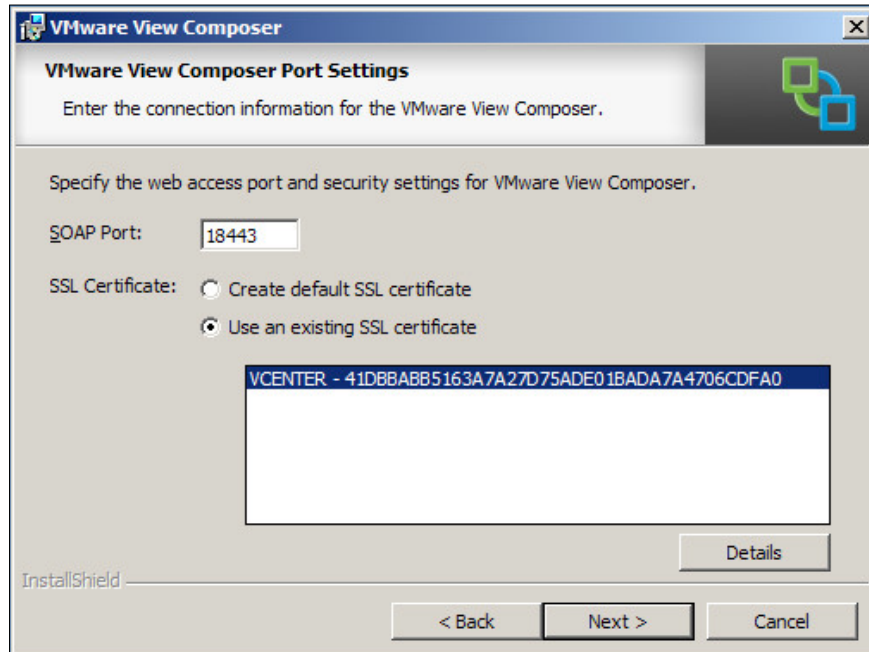 VMware View Composer
VMware View Composer Port Settings
Enter the connection information for the VMware View Composer.
Specify the web access port and security settings for VMware View Composer.
SOAP Port: 18443
SSL Certificate: Create default SSL certificate
Use an existing SSL certificate
VCENTER - 41DBBABB5163A7A27D75ADE01BADA7A4706CDFA0
Details
InstallShield
< Back Next > Cancel